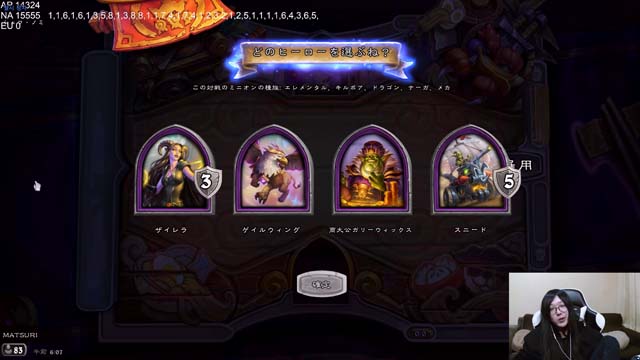 AP 14324
NA 15555 1,1,6,1,6,1,3,5,8,1,3,8,8,1,1,7,4,1,7,4,1,2,3,2,1,2,5,1,1,1,1,6,4,3,6,5,
EU 0
どのヒーローを選ぶね？
この対戦のミニオンの種族: エレメンタル、キルボア、ドラゴン、ナーガ、メカ
用
3
5
ザイレラ
ゲイルウィング
商大公ガリーウィックス
スニード
確定
MATSURI
83
午前 6:07